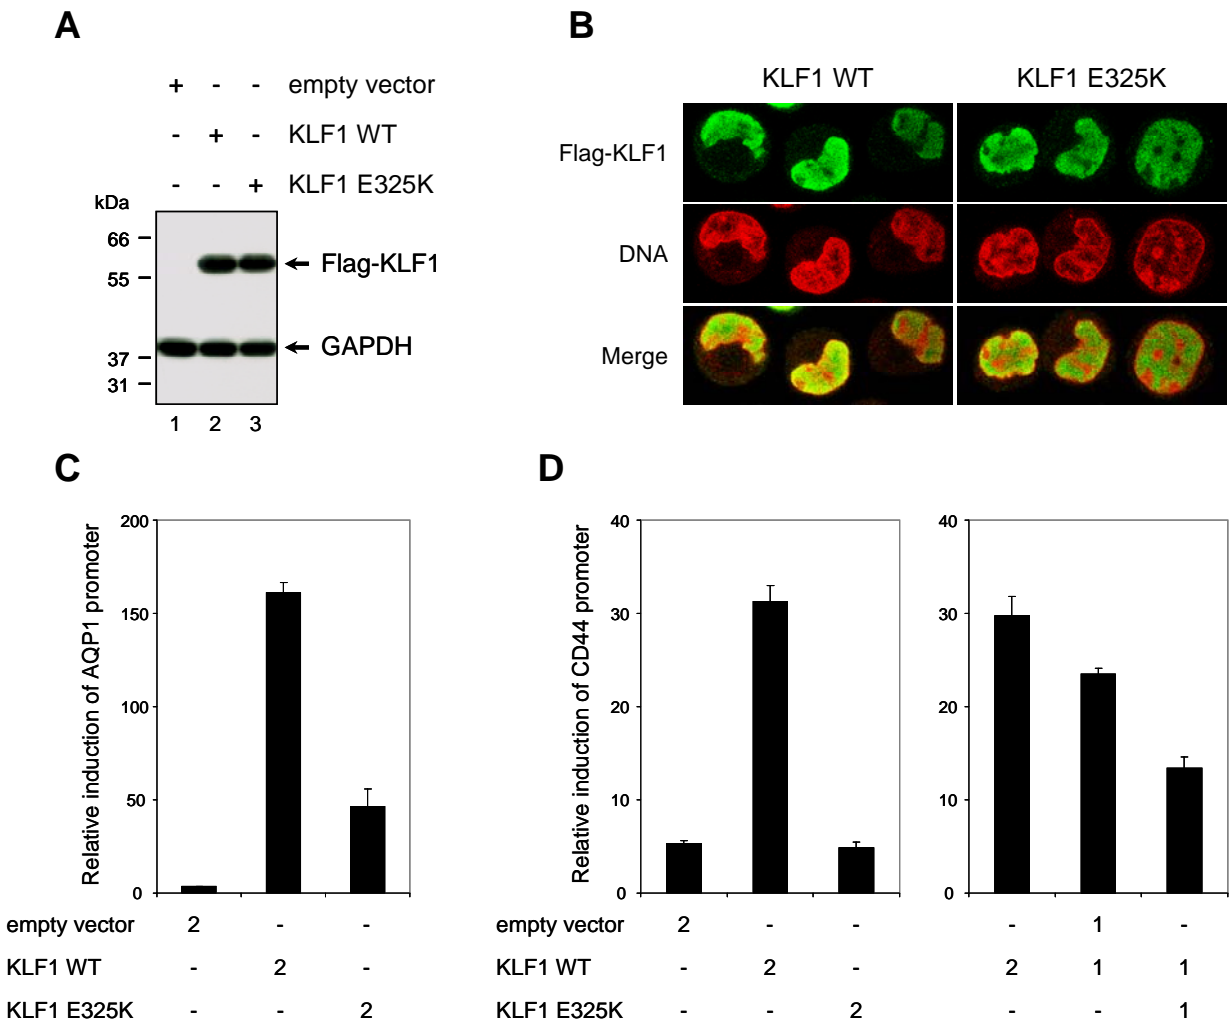 A
+ - - empty vector
- + - KLF1 WT
- - + KLF1 E325K
kDa
66
55
37
31
Flag-KLF1
GAPDH
1 2 3
B
KLF1 WT KLF1 E325K
Flag-KLF1
DNA
Merge
C
Relative induction of AQP1 promoter
200
150
100
50
0
empty vector 2 - -
KLF1 WT - 2 -
KLF1 E325K - - 2
D
Relative induction of CD44 promoter
40
30
20
10
0
40
30
20
10
0
empty vector 2 - - - 1 -
KLF1 WT - 2 - 2 1 1
KLF1 E325K - - 2 - - 1